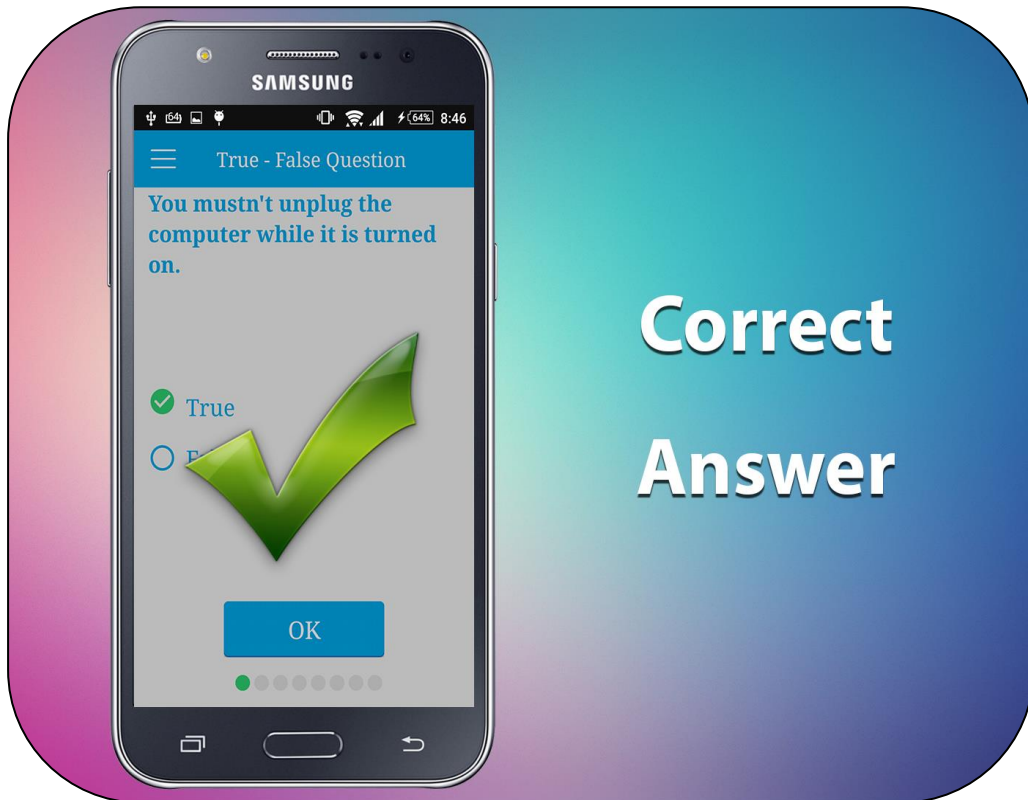 SAMSUNG
64 64% 8:46
True - False Question
You mustn't unplug the
computer while it is turned
on.
True
OK
Correct
Answer